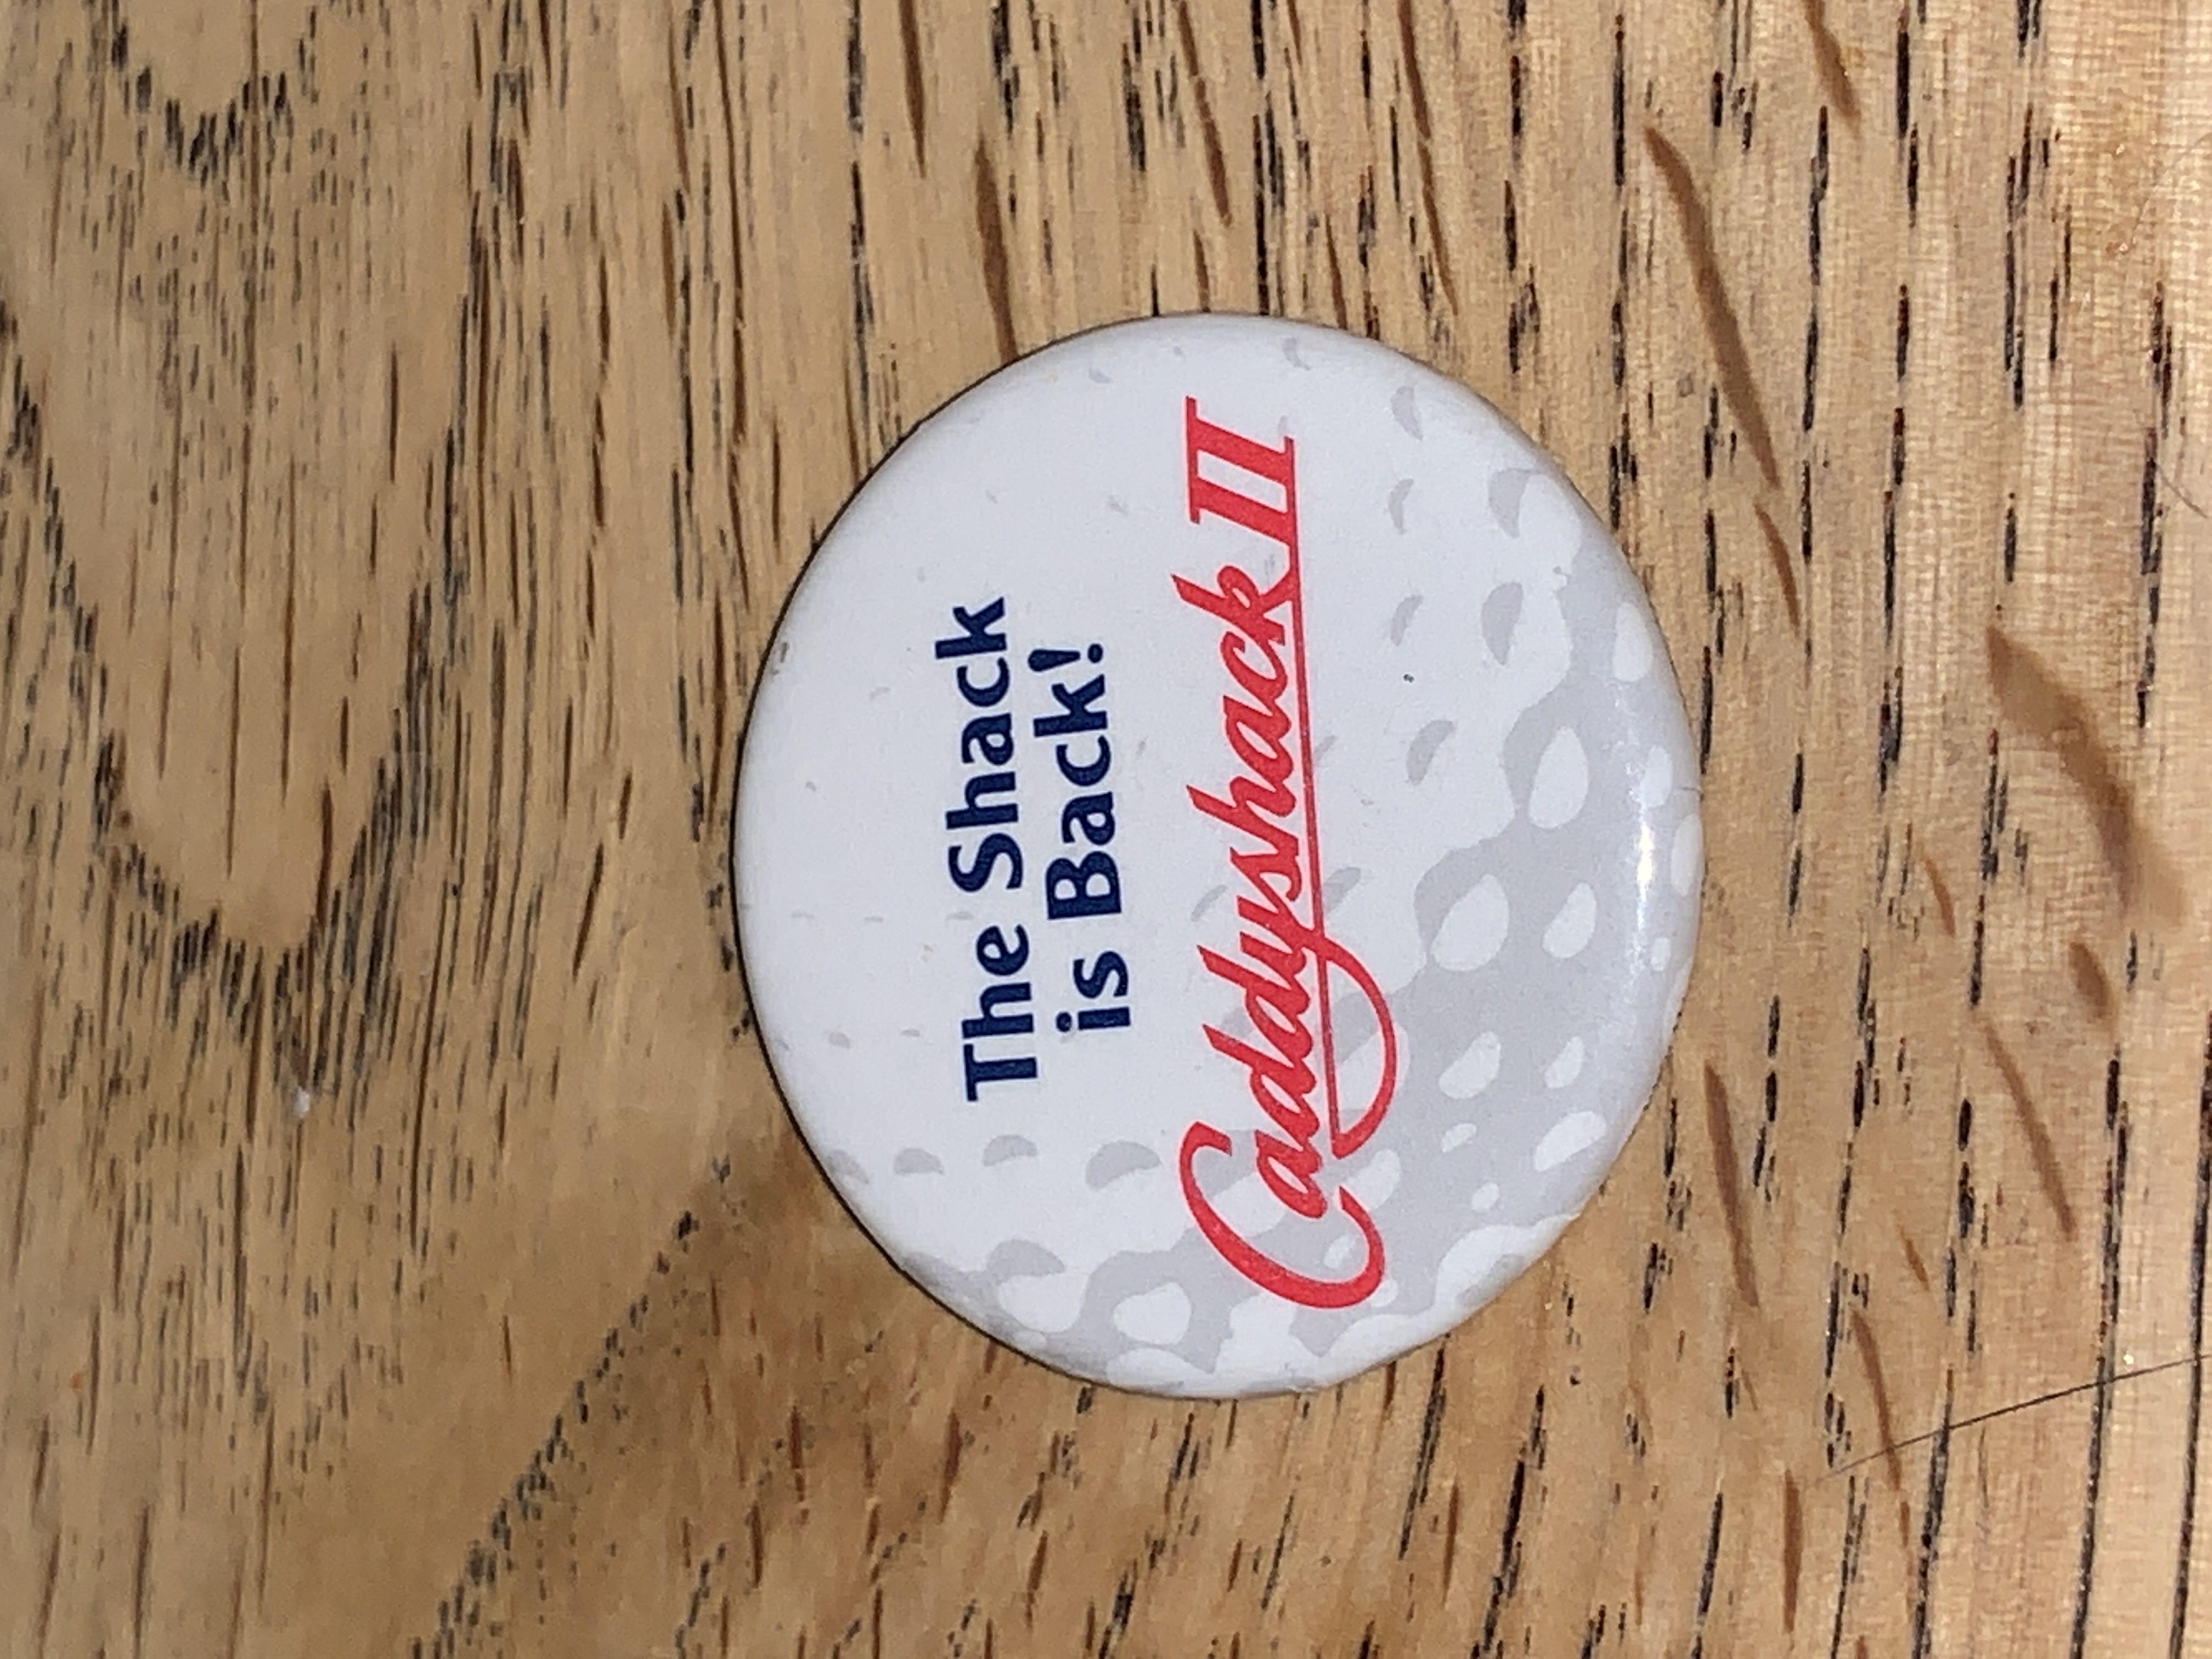 The Shack
is Back!
Caddyshack II